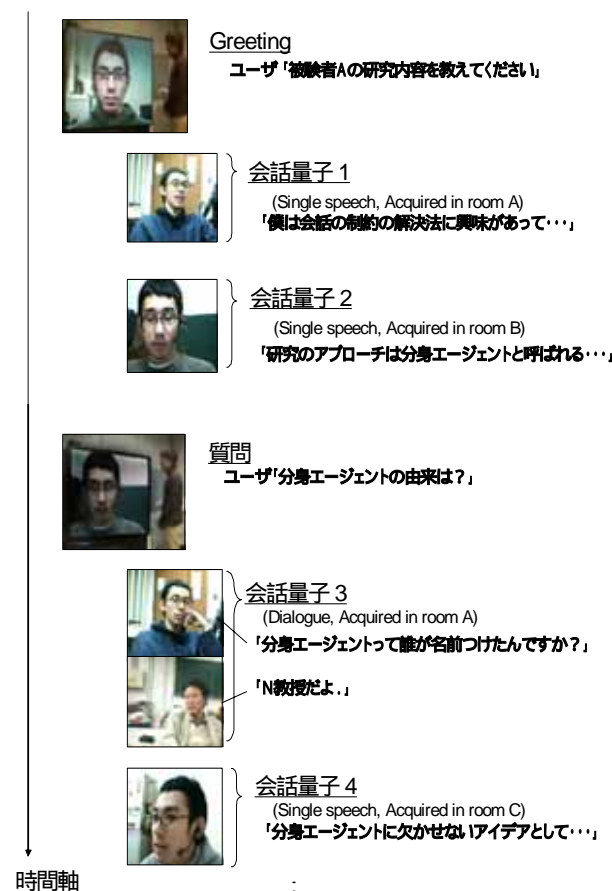 Greeting
ユーザ「被験者Aの研究内容を教えてください」
会話量子 1
(Single speech, Acquired in room A)
「僕は会話の制約の解決法に興味があって・・・」
会話量子 2
(Single speech, Acquired in room B)
「研究のアプローチは分身エージェントと呼ばれる・・・」
質問
ユーザ「分身エージェントの由来は？」
会話量子 3
(Dialogue, Acquired in room A)
「分身エージェントって誰が名前つけたんですか？」
「N教授だよ．」
会話量子 4
(Single speech, Acquired in room C)
「分身エージェントに欠かせないアイデアとして・・・」
時間軸